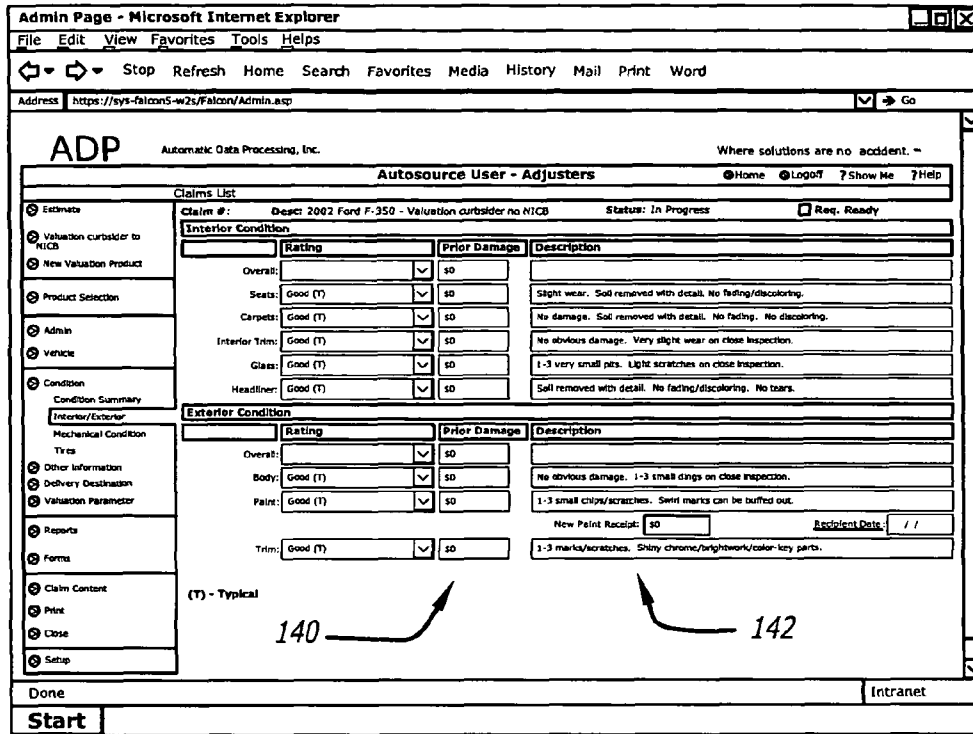 Admin Page - Microsoft Internet Explorer
File Edit View Favorites Tools Helps
Stop Refresh Home Search Favorites Media History Mail Print Word
Address https://sys-falcon5-w2s/Falcon/Admin.asp Go
ADP Automatic Data Processing, Inc. Where solutions are no accident. ™
Autosource User - Adjusters Home Logoff ? Show Me ? Help
Claims List
Estimate
Valuation curbsider to NICB
New Valuation Product
Product Selection
Admin
Vehicle
Condition
Condition Summary
Interior/Exterior
Mechanical Condition
Tires
Other Information
Delivery Destination
Valuation Parameter
Reports
Forms
Claim Content
Print
Close
Setup
Claim #: Desc: 2002 Ford F-350 - Valuation curbsider no NICB Status: In Progress Req. Ready
Interior Condition
Rating Prior Damage Description
Overall: $0
Seats: Good (T) $0 Slight wear. Soil removed with detail. No fading/discoloring.
Carpets: Good (T) $0 No damage. Soil removed with detail. No fading. No discoloring.
Interior Trim: Good (T) $0 No obvious damage. Very slight wear on close inspection.
Glass: Good (T) $0 1-3 very small pits. Light scratches on close inspection.
Headliner: Good (T) $0 Soil removed with detail. No fading/discoloring. No tears.
Exterior Condition
Rating Prior Damage Description
Overall: $0
Body: Good (T) $0 No obvious damage. 1-3 small dings on close inspection.
Paint: Good (T) $0 1-3 small chips/scratches. Swirl marks can be buffed out.
New Paint Receipt: $0 Recipient Date: / /
Trim: Good (T) $0 1-3 marks/scratches. Shiny chrome/brightwork/color-key parts.
(T) - Typical
140
142
Done Intranet
Start